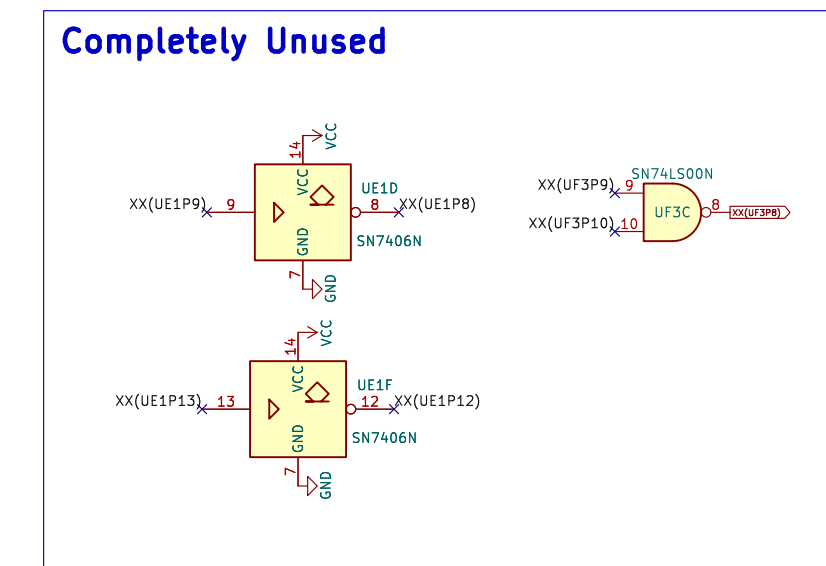 Completely Unused
VCC
14
VCC
XX(UE1P9)
9
UE1D
8
XX(UE1P8)
SN7406N
GND
7
GND
SN74LS00N
XX(UF3P9)
9
UF3C
8
XX(UF3P8)
XX(UF3P10)
10
VCC
14
VCC
XX(UE1P13)
13
UE1F
12
XX(UE1P12)
SN7406N
GND
7
GND